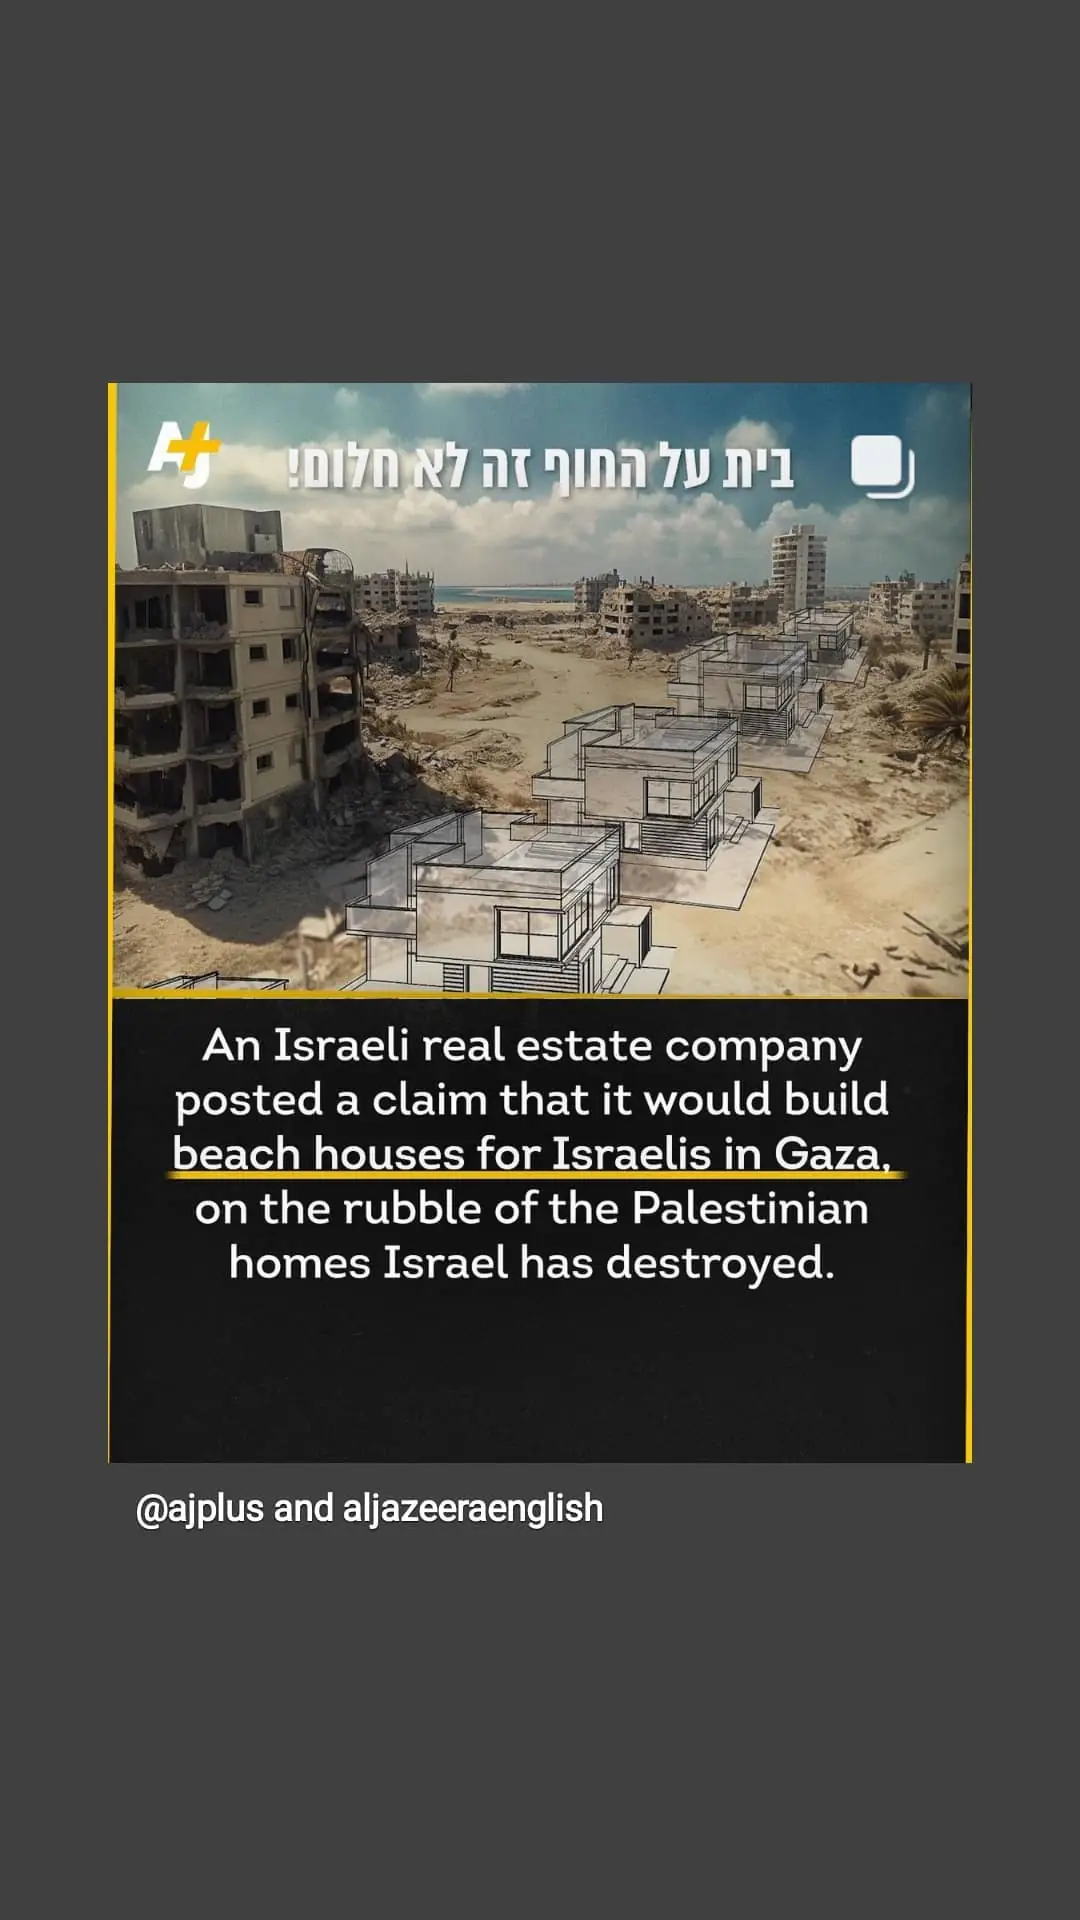 AJ+
בית על החוף זה לא חלום!
An Israeli real estate company
posted a claim that it would build
beach houses for Israelis in Gaza,
on the rubble of the Palestinian
homes Israel has destroyed.
@ajplus and aljazeeraenglish